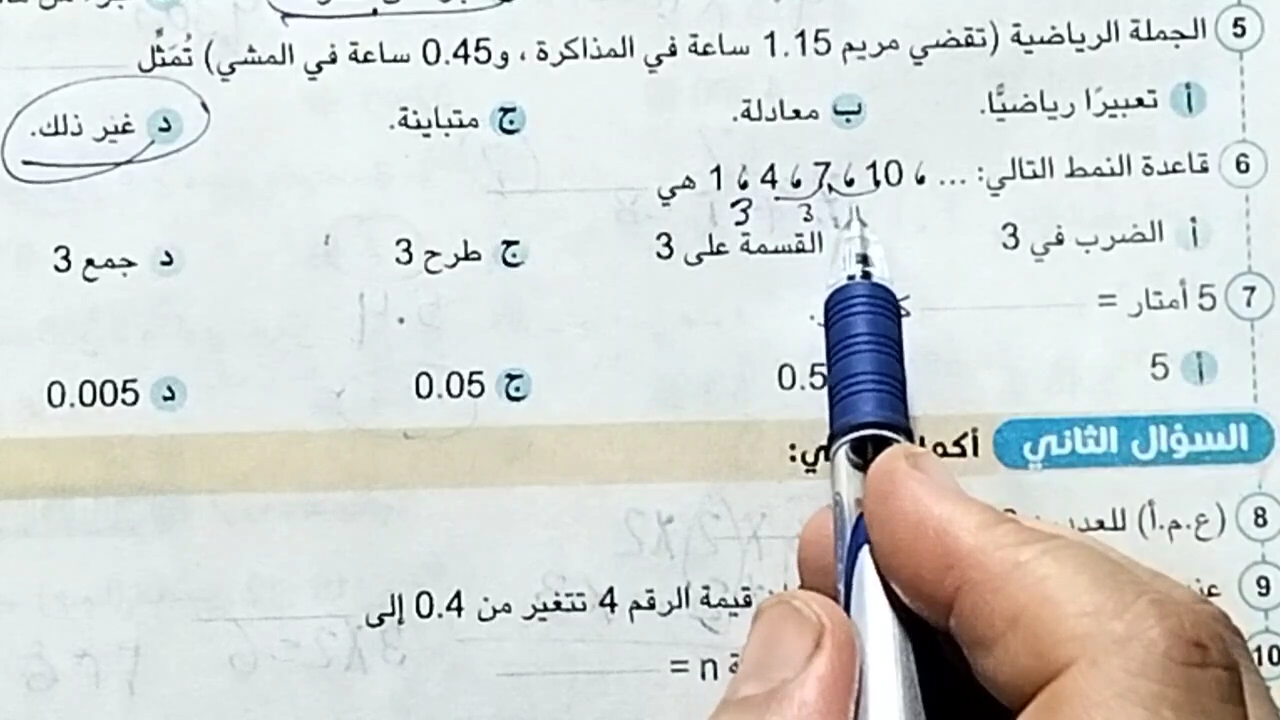 5 الجملة الرياضية (تقضي مريم 1.15 ساعة في المذاكرة ، و0.45 ساعة في المشي) تُمَثِّل
أ تعبيرًا رياضيًّا. ب معادلة. ج متباينة. د غير ذلك.
6 قاعدة النمط التالي: ... ، 10 ، 7 ، 4 ، 1 هي
3 3
أ الضرب في 3 القسمة على 3 ج طرح 3 د جمع 3
7 5 أمتار =
أ 5 0.5 ج 0.05 د 0.005
السؤال الثاني
8 (ع.م.أ)
9 قيمة الرقم 4 تتغير من 0.4 إلى
10 n =